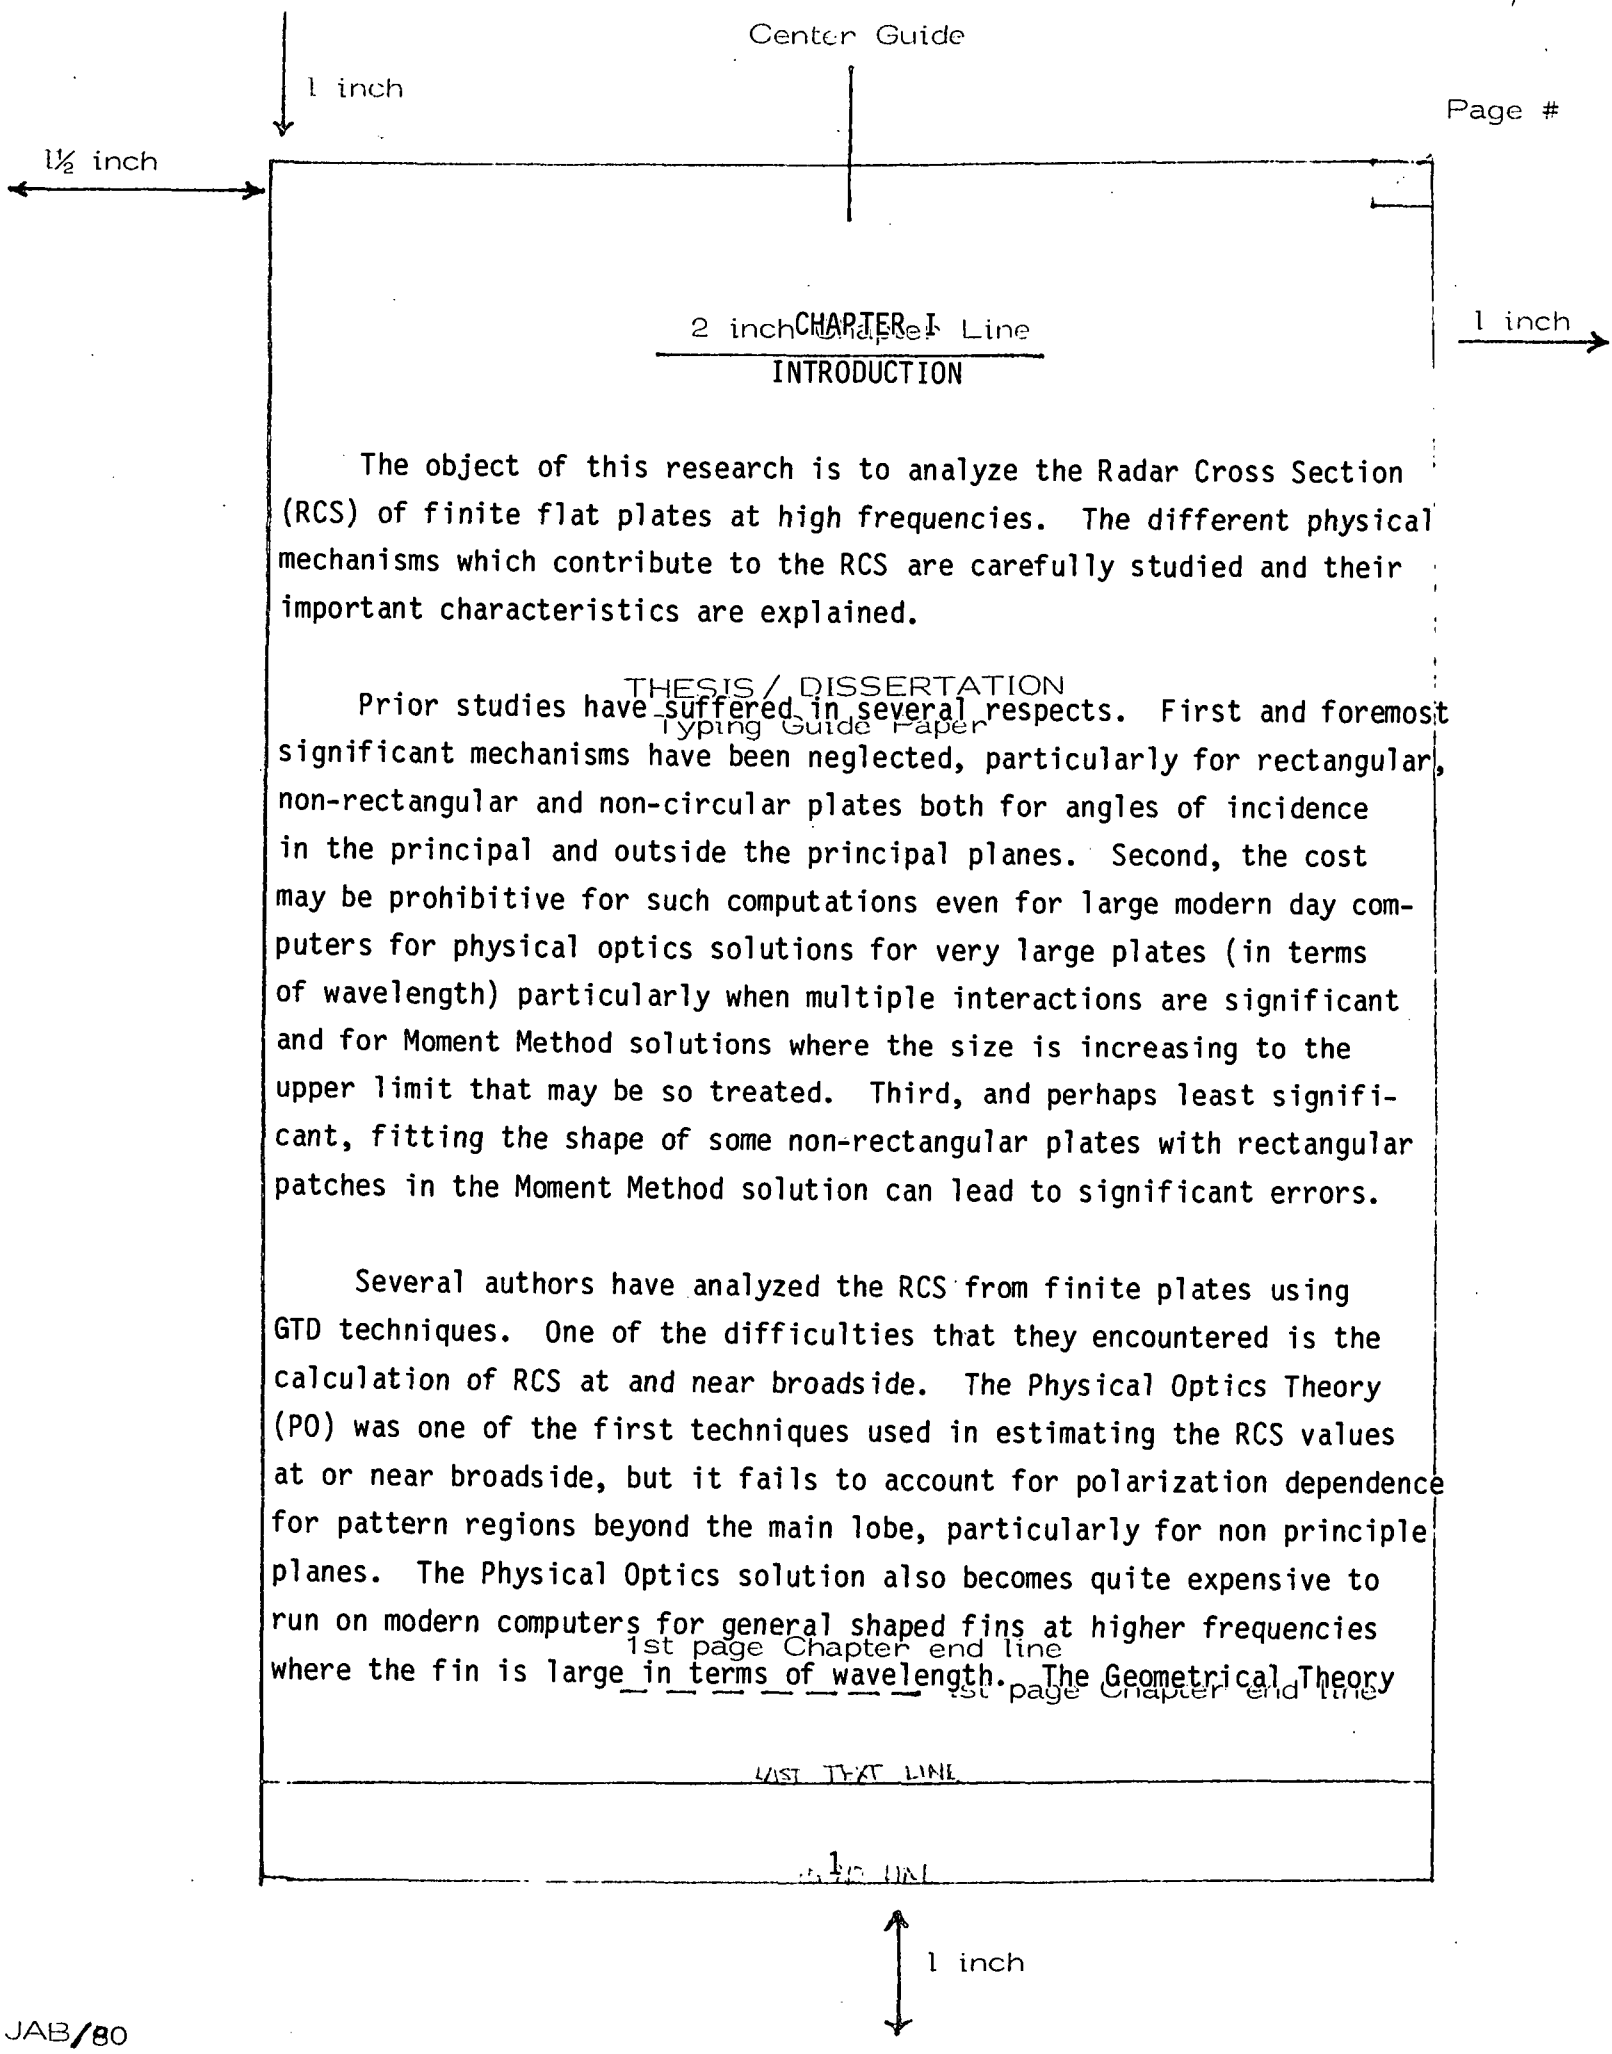 Center Guide
1 inch
Page #
1½ inch
2 inch Chapter Line
CHAPTER I
1 inch
INTRODUCTION
The object of this research is to analyze the Radar Cross Section
(RCS) of finite flat plates at high frequencies. The different physical
mechanisms which contribute to the RCS are carefully studied and their
important characteristics are explained.
THESIS/ DISSERTATION
Prior studies have suffered in several respects. First and foremost
Typing Guide Paper
significant mechanisms have been neglected, particularly for rectangular,
non-rectangular and non-circular plates both for angles of incidence
in the principal and outside the principal planes. Second, the cost
may be prohibitive for such computations even for large modern day com-
puters for physical optics solutions for very large plates (in terms
of wavelength) particularly when multiple interactions are significant
and for Moment Method solutions where the size is increasing to the
upper limit that may be so treated. Third, and perhaps least signifi-
cant, fitting the shape of some non-rectangular plates with rectangular
patches in the Moment Method solution can lead to significant errors.
Several authors have analyzed the RCS from finite plates using
GTD techniques. One of the difficulties that they encountered is the
calculation of RCS at and near broadside. The Physical Optics Theory
(PO) was one of the first techniques used in estimating the RCS values
at or near broadside, but it fails to account for polarization dependence
for pattern regions beyond the main lobe, particularly for non principle
planes. The Physical Optics solution also becomes quite expensive to
run on modern computers for general shaped fins at higher frequencies
1st page Chapter end line
where the fin is large in terms of wavelength. The Geometrical Theory
1st page Chapter end line
LAST TEXT LINE
1
LINE
1 inch
JAB/80